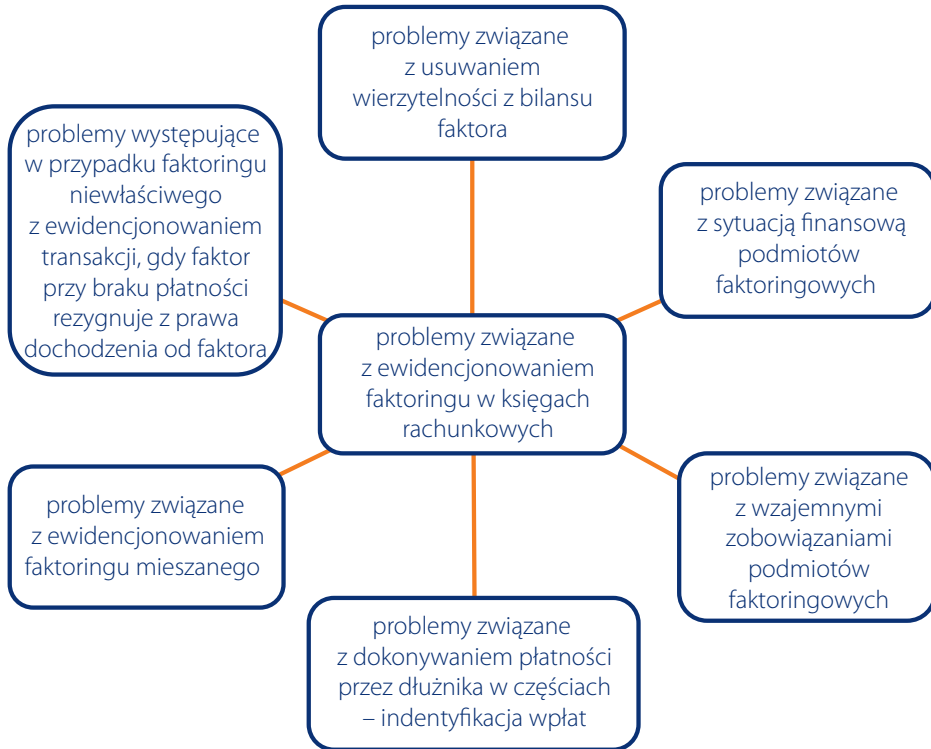 problemy związane
z usuwaniem
wierzytelności z bilansu
faktora
problemy występujące
w przypadku faktoringu
niewłaściwego
z ewidencjonowaniem
transakcji, gdy faktor
przy braku płatności
rezygnuje z prawa
dochodzenia od faktora
problemy związane
z sytuacją finansową
podmiotów
faktoringowych
problemy związane
z ewidencjonowaniem
faktoringu w księgach
rachunkowych
problemy związane
z ewidencjonowaniem
faktoringu mieszanego
problemy związane
z wzajemnymi
zobowiązaniami
podmiotów
faktoringowych
problemy związane
z dokonywaniem płatności
przez dłużnika w częściach
– indentyfikacja wpłat